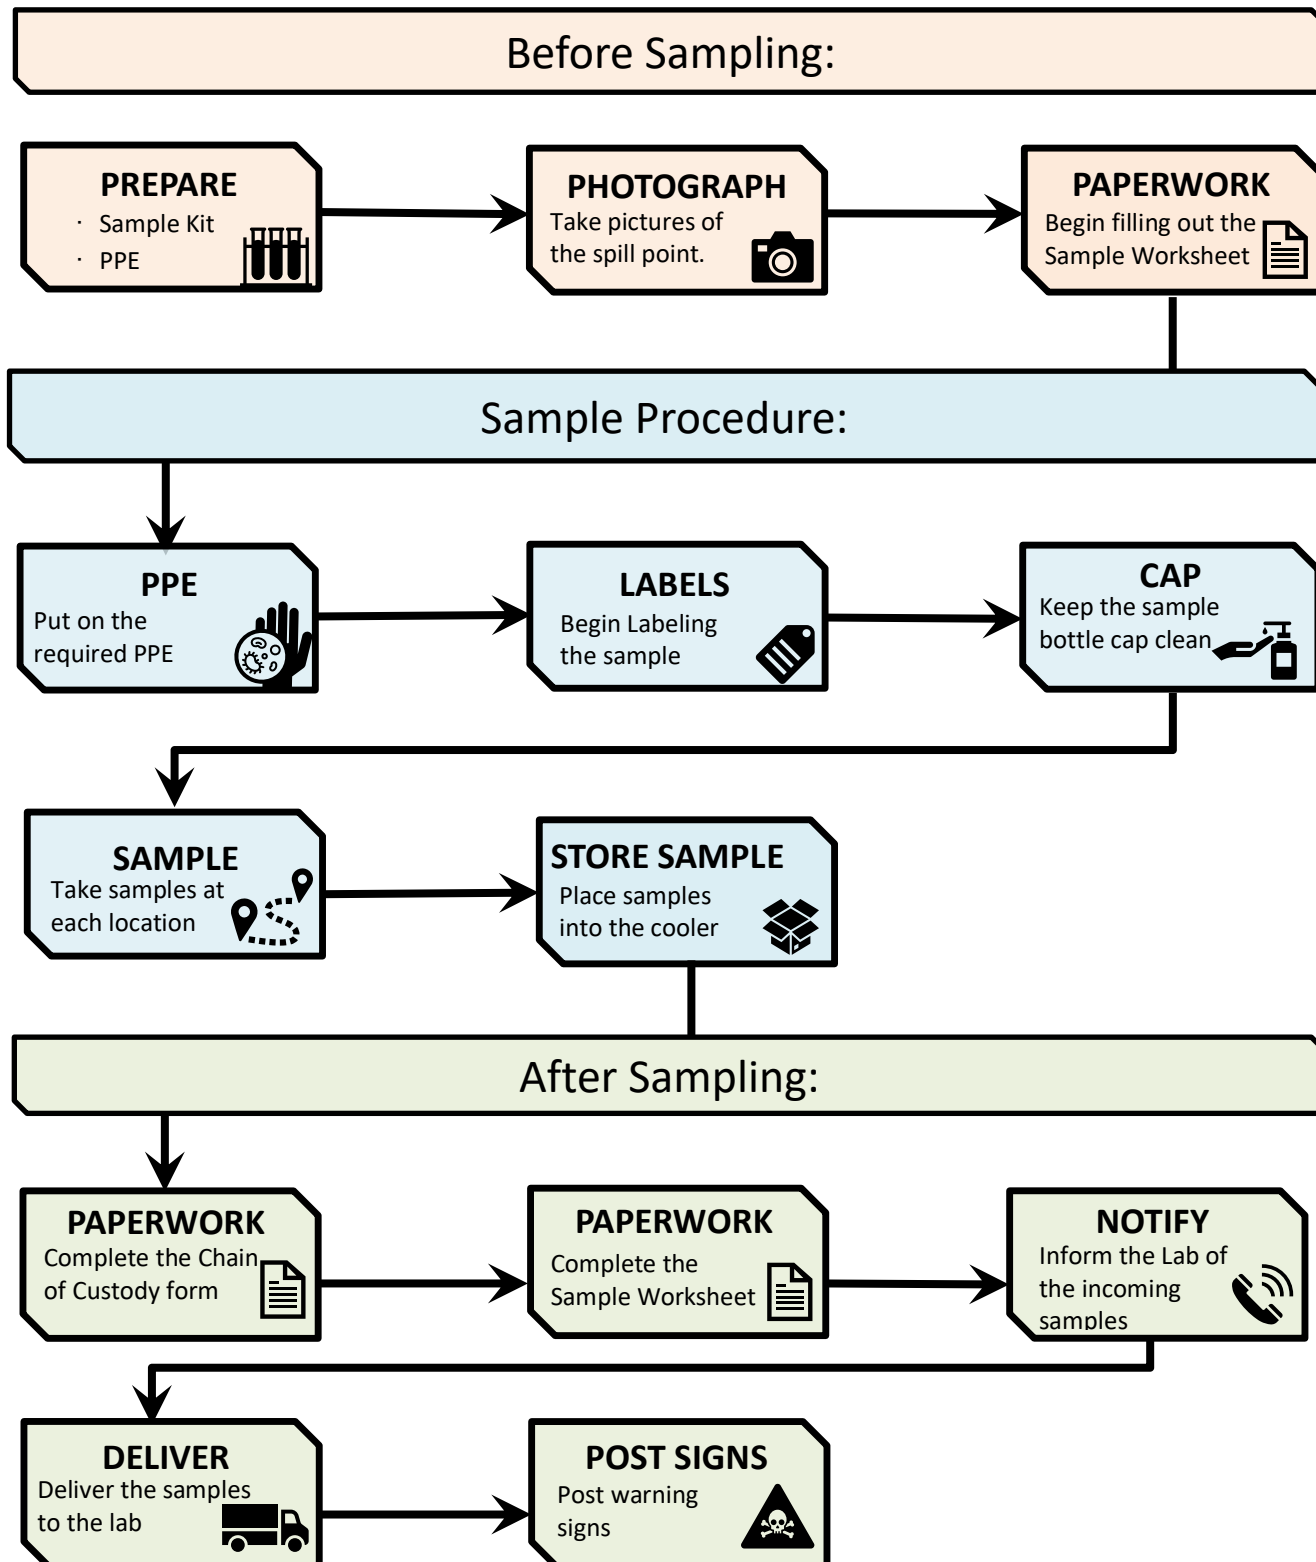 Before Sampling:
PREPARE
· Sample Kit
· PPE
PHOTOGRAPH
Take pictures of
the spill point.
PAPERWORK
Begin filling out the
Sample Worksheet
Sample Procedure:
PPE
Put on the
required PPE
LABELS
Begin Labeling
the sample
CAP
Keep the sample
bottle cap clean
SAMPLE
Take samples at
each location
STORE SAMPLE
Place samples
into the cooler
After Sampling:
PAPERWORK
Complete the Chain
of Custody form
PAPERWORK
Complete the
Sample Worksheet
NOTIFY
Inform the Lab of
the incoming
samples
DELIVER
Deliver the samples
to the lab
POST SIGNS
Post warning
signs